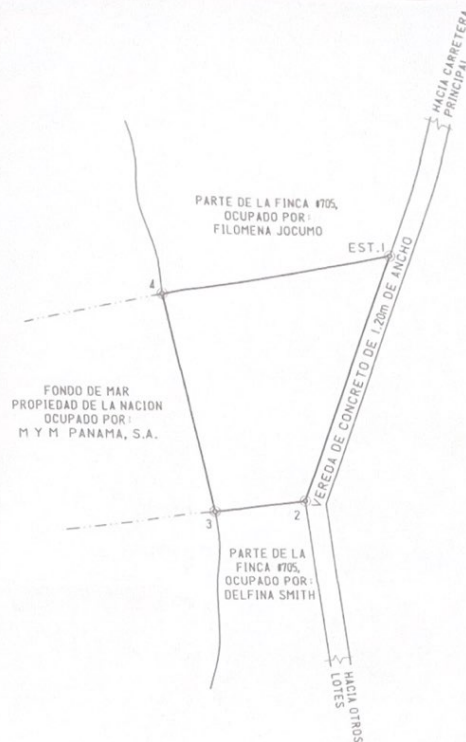 HACIA CARRETERA
PRINCIPAL
PARTE DE LA FINCA #705,
OCUPADO POR:
FILOMENA JOCUMO
EST.1
4
VEREDA DE CONCRETO DE 1.20m DE ANCHO
FONDO DE MAR
PROPIEDAD DE LA NACION
OCUPADO POR:
M Y M PANAMA, S.A.
3
2
PARTE DE LA
FINCA #705,
OCUPADO POR:
DELFINA SMITH
HACIA OTROS
LOTES